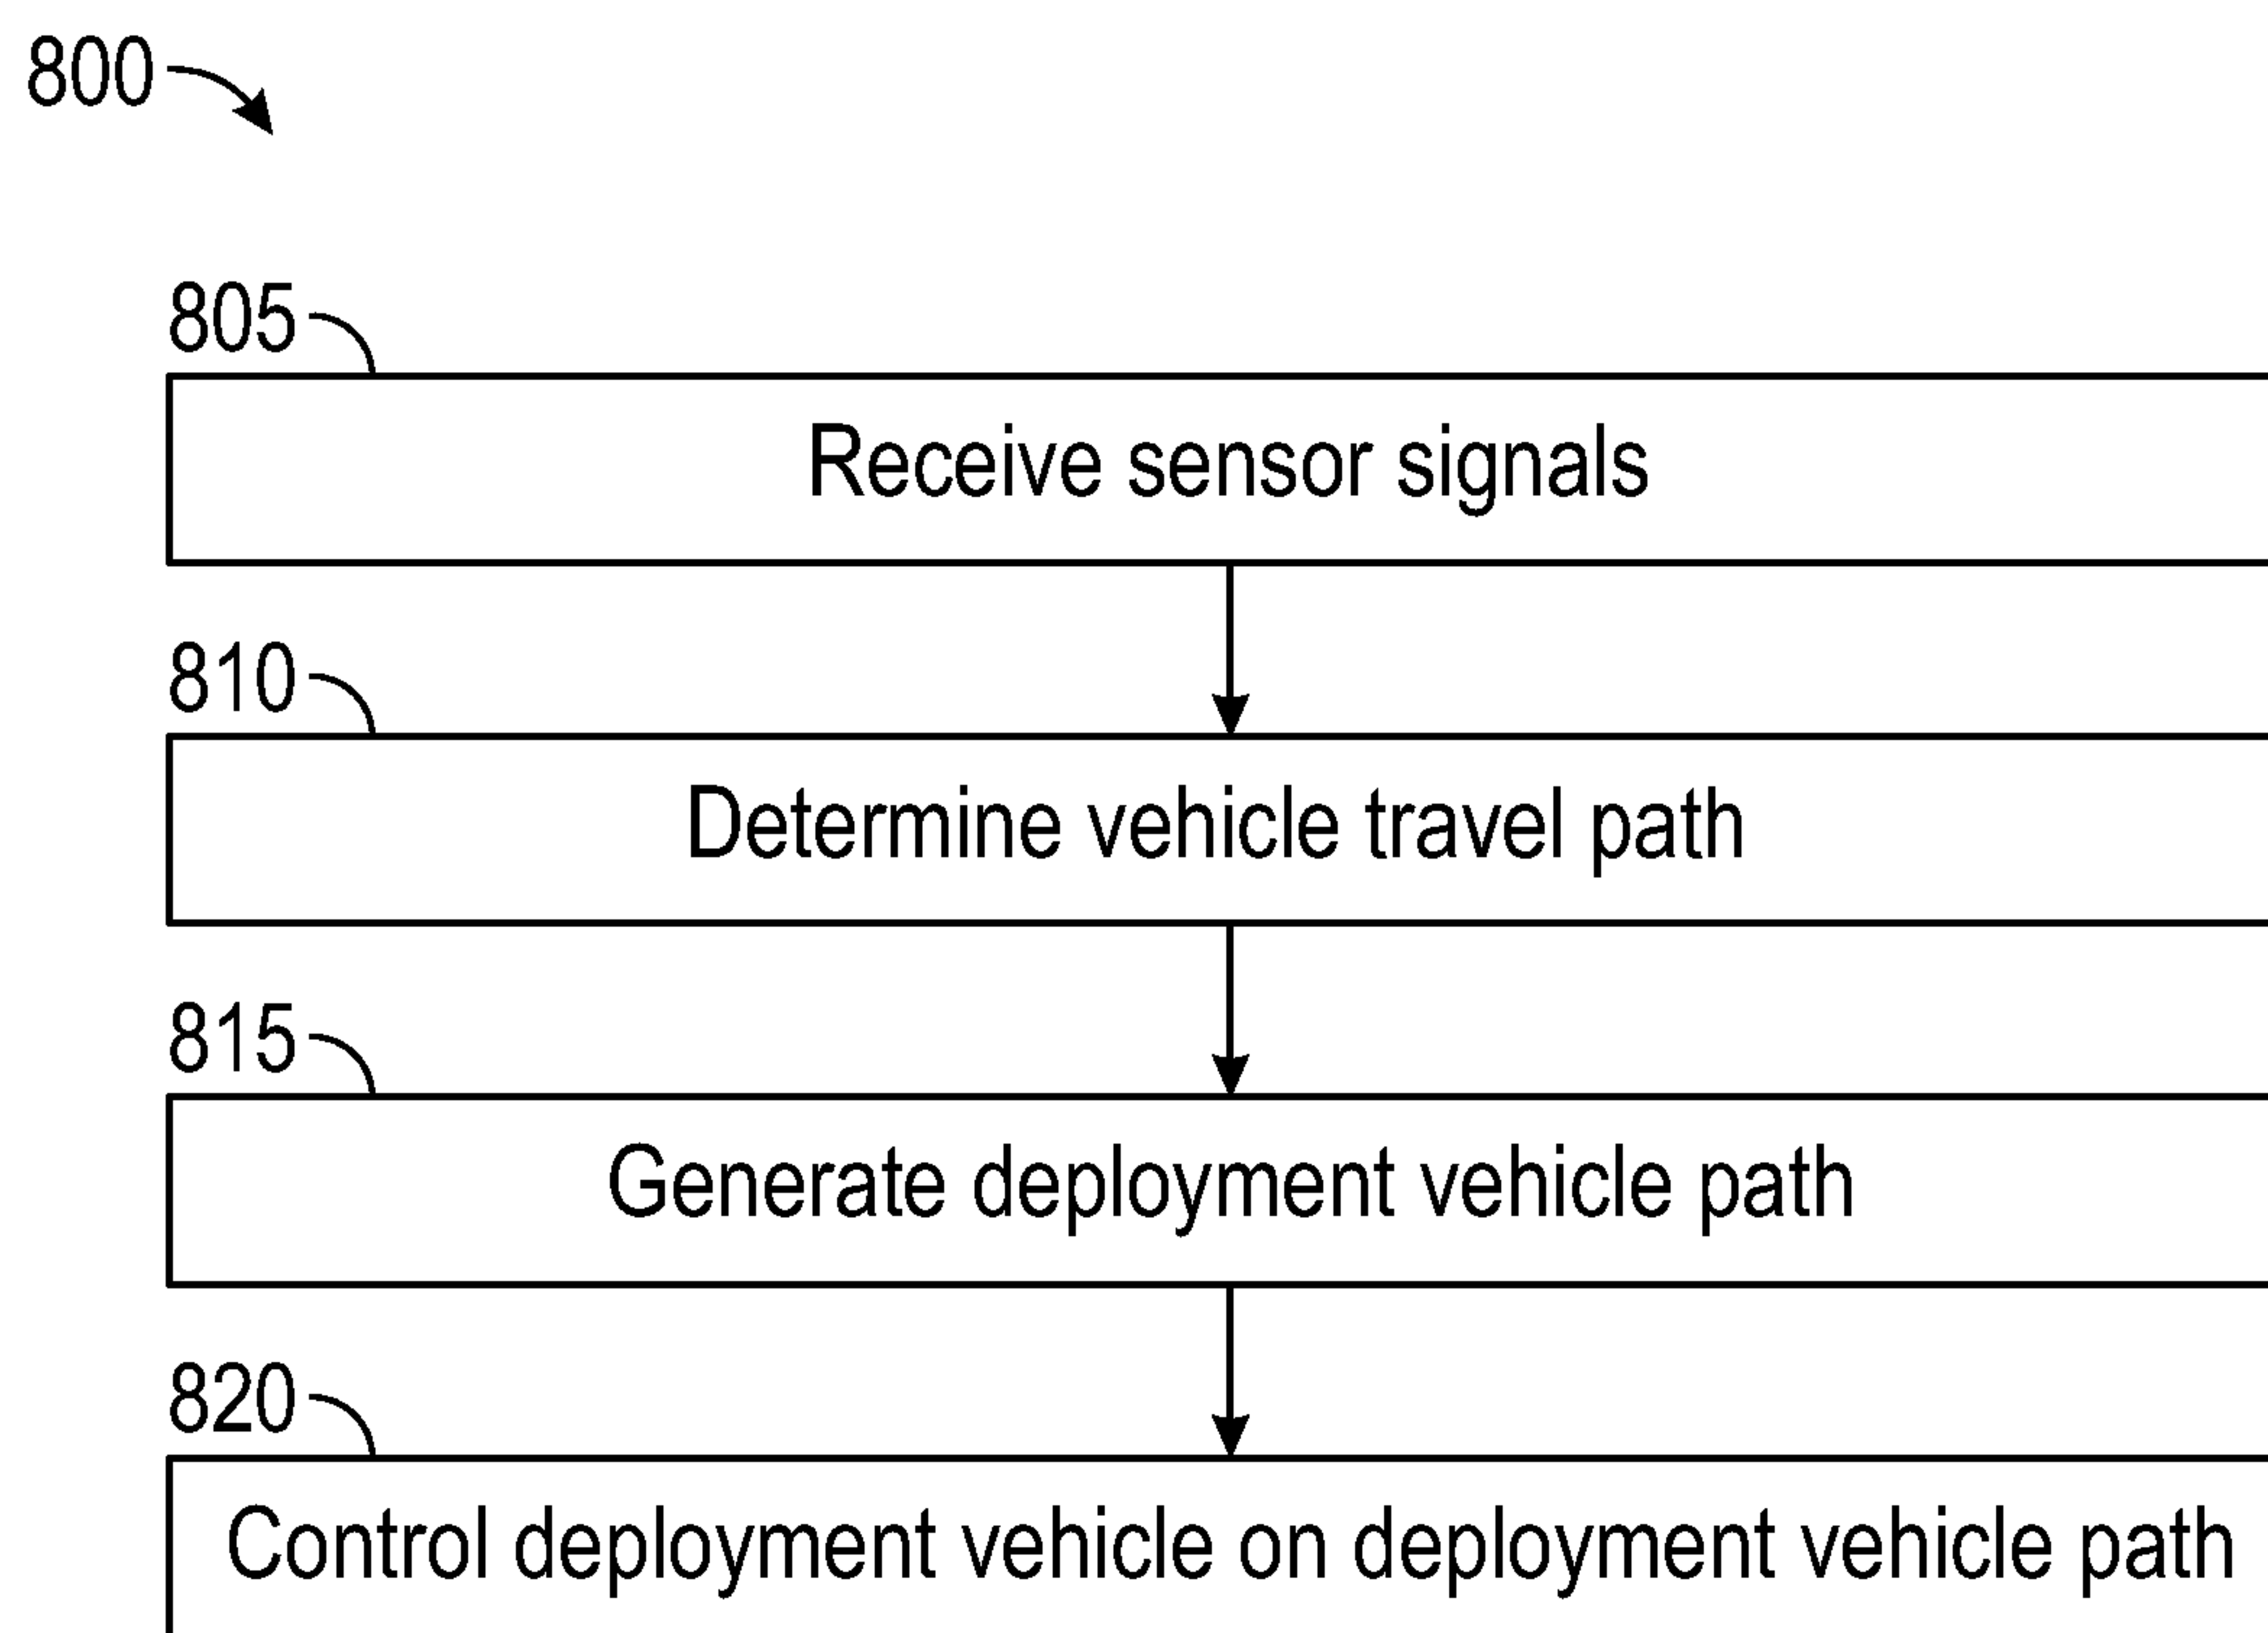 800
805
Receive sensor signals
810
Determine vehicle travel path
815
Generate deployment vehicle path
820
Control deployment vehicle on deployment vehicle path